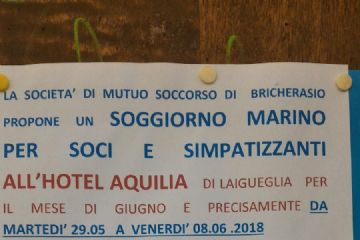 LA SOCIETA' DI MUTUO SOCCORSO DI BRICHERASIO
PROPONE UN SOGGIORNO MARINO
PER SOCI E SIMPATIZZANTI
ALL'HOTEL AQUILIA DI LAIGUEGLIA PER
IL MESE DI GIUGNO E PRECISAMENTE DA
MARTEDI' 29.05 A VENERDI' 08.06.2018